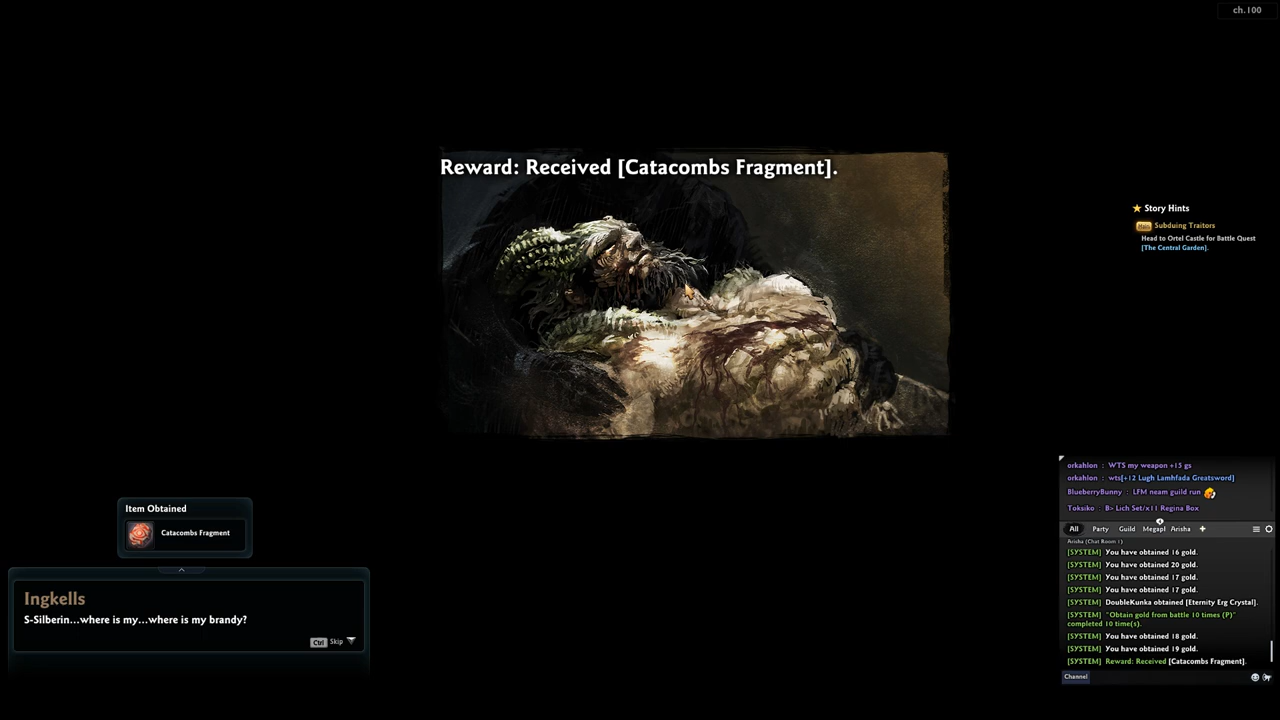 ch.100
Reward: Received [Catacombs Fragment].
Story Hints
Main Subduing Traitors
Head to Ortel Castle for Battle Quest
[The Central Garden].
Item Obtained
Catacombs Fragment
Ingkells
S-Silberin...where is my...where is my brandy?
Ctrl Skip
orkahlon : WTS my weapon +15 gs
orkahlon : wts[+12 Lugh Lamhfada Greatsword]
BlueberryBunny : LFM neam guild run
Toksiko : B> Lich Set/x11 Regina Box
All Party Guild Megap! Arisha +
Arisha (Chat Room 1)
[SYSTEM] You have obtained 16 gold.
[SYSTEM] You have obtained 20 gold.
[SYSTEM] You have obtained 17 gold.
[SYSTEM] You have obtained 17 gold.
[SYSTEM] DoubleKunka obtained [Eternity Erg Crystal].
[SYSTEM] "Obtain gold from battle 10 times (P)"
completed 10 time(s).
[SYSTEM] You have obtained 18 gold.
[SYSTEM] You have obtained 19 gold.
[SYSTEM] Reward: Received [Catacombs Fragment].
Channel